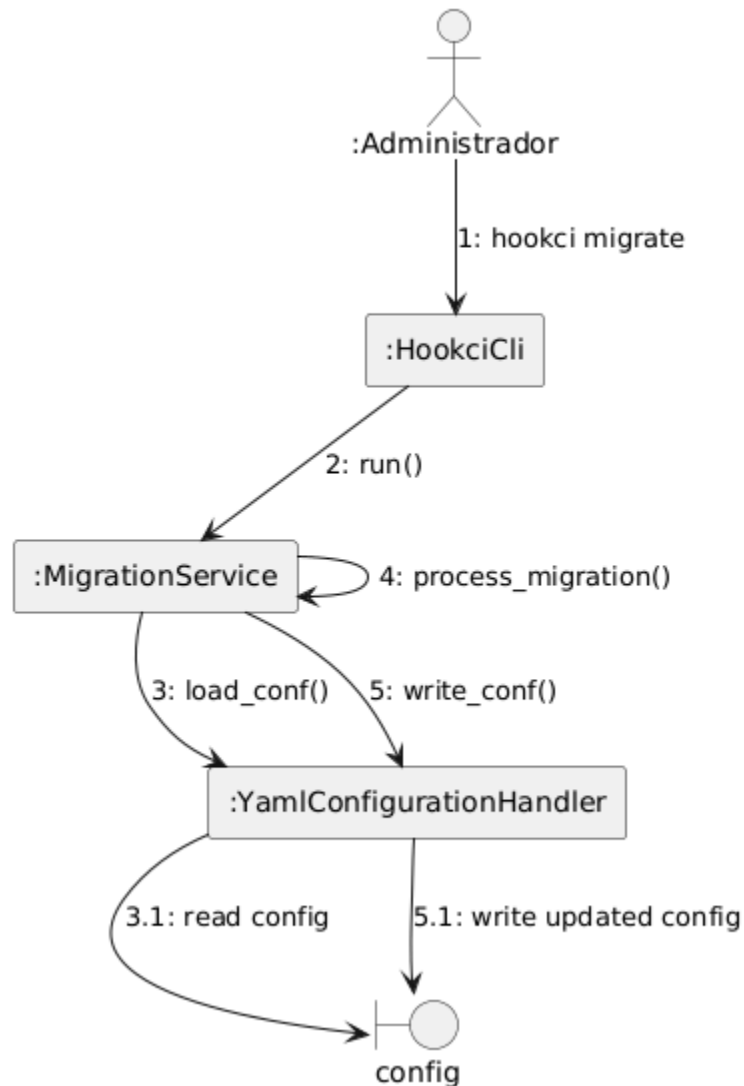 :Administrador
1: hookci migrate
:HookciCli
2: run()
:MigrationService
4: process_migration()
3: load_conf()
5: write_conf()
:YamlConfigurationHandler
3.1: read config
5.1: write updated config
config